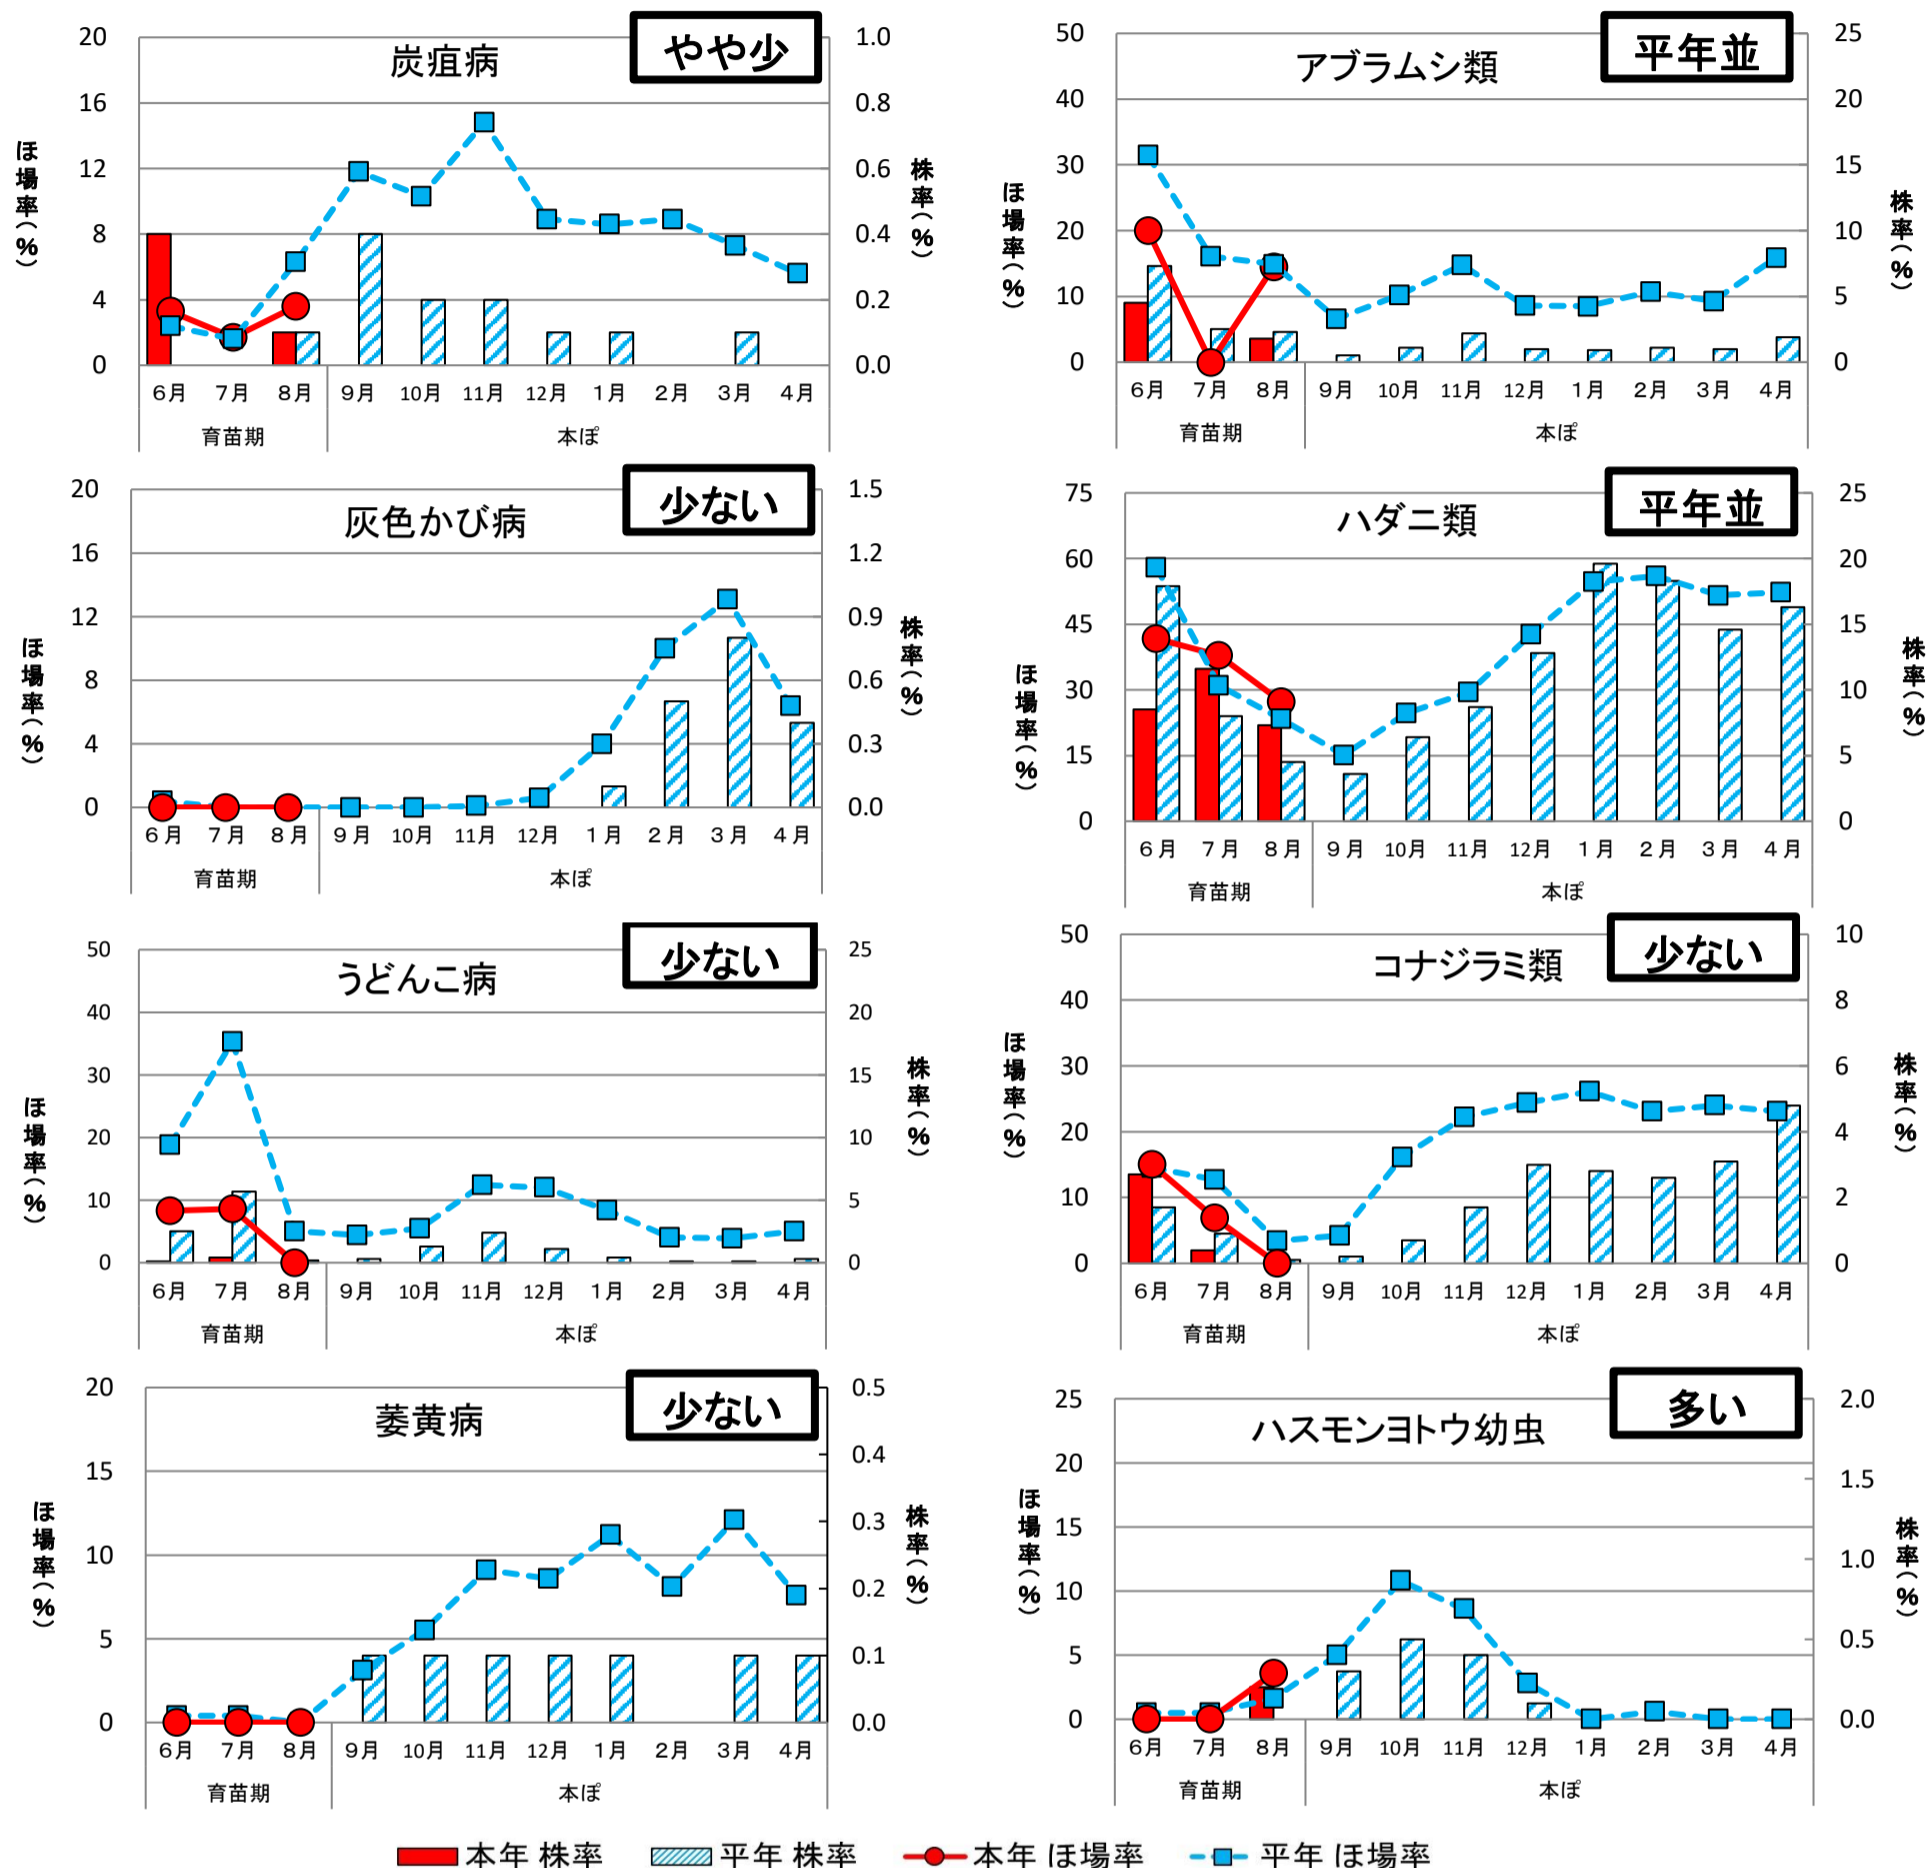 炭疽病
やや少
ほ場率(%)
株率(%)
20
16
12
8
4
0
1.0
0.8
0.6
0.4
0.2
0.0
6月 7月 8月 9月 10月 11月 12月 1月 2月 3月 4月
育苗期 本ぽ
アブラムシ類
平年並
ほ場率(%)
株率(%)
50
40
30
20
10
0
25
20
15
10
5
0
6月 7月 8月 9月 10月 11月 12月 1月 2月 3月 4月
育苗期 本ぽ
灰色かび病
少ない
ほ場率(%)
株率(%)
20
16
12
8
4
0
1.5
1.2
0.9
0.6
0.3
0.0
6月 7月 8月 9月 10月 11月 12月 1月 2月 3月 4月
育苗期 本ぽ
ハダニ類
平年並
ほ場率(%)
株率(%)
75
60
45
30
15
0
25
20
15
10
5
0
6月 7月 8月 9月 10月 11月 12月 1月 2月 3月 4月
育苗期 本ぽ
うどんこ病
少ない
ほ場率(%)
株率(%)
50
40
30
20
10
0
25
20
15
10
5
0
6月 7月 8月 9月 10月 11月 12月 1月 2月 3月 4月
育苗期 本ぽ
コナジラミ類
少ない
ほ場率(%)
株率(%)
50
40
30
20
10
0
10
8
6
4
2
0
6月 7月 8月 9月 10月 11月 12月 1月 2月 3月 4月
育苗期 本ぽ
萎黄病
少ない
ほ場率(%)
株率(%)
20
15
10
5
0
0.5
0.4
0.3
0.2
0.1
0.0
6月 7月 8月 9月 10月 11月 12月 1月 2月 3月 4月
育苗期 本ぽ
ハスモンヨトウ幼虫
多い
ほ場率(%)
株率(%)
25
20
15
10
5
0
2.0
1.5
1.0
0.5
0.0
6月 7月 8月 9月 10月 11月 12月 1月 2月 3月 4月
育苗期 本ぽ
本年 株率 平年 株率 本年 ほ場率 平年 ほ場率